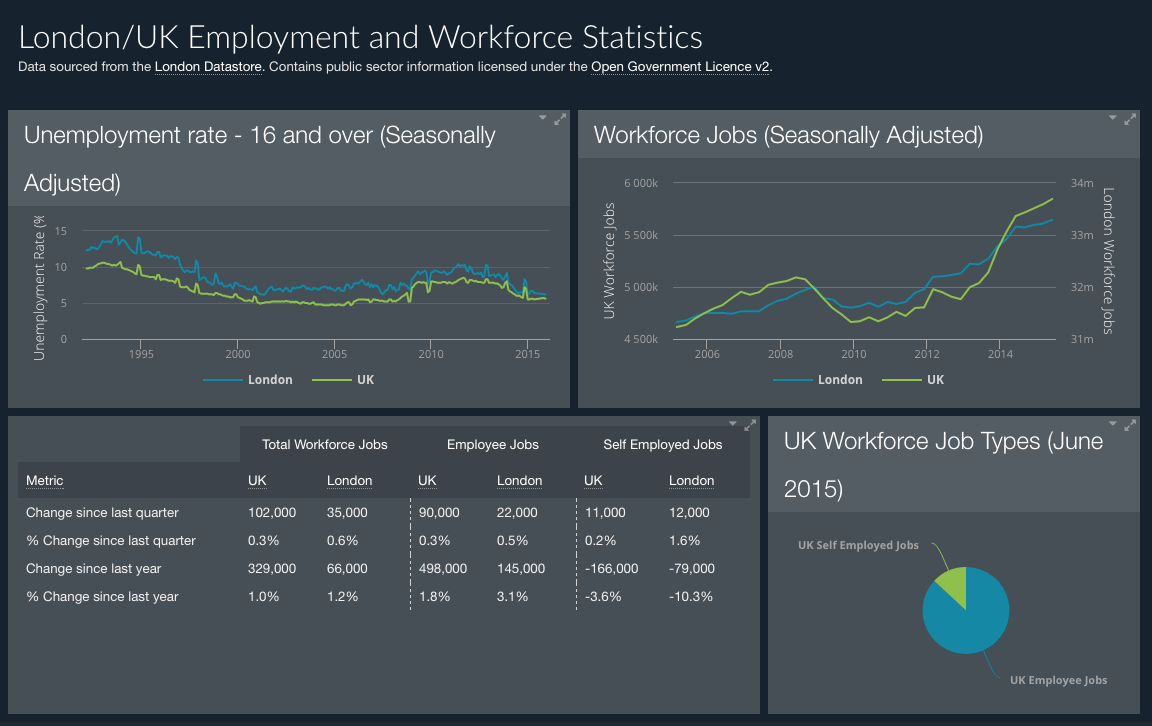 London/UK Employment and Workforce Statistics
Data sourced from the London Datastore. Contains public sector information licensed under the Open Government Licence v2.
Unemployment rate - 16 and over (Seasonally
Adjusted)
Unemployment Rate (%
15
10
5
0
1995 2000 2005 2010 2015
London UK
Workforce Jobs (Seasonally Adjusted)
UK Workforce Jobs
6 000k
5 500k
5 000k
4 500k
34m
33m
32m
31m
London Workforce Jobs
2006 2008 2010 2012 2014
London UK
Total Workforce Jobs Employee Jobs Self Employed Jobs
Metric UK London UK London UK London
Change since last quarter 102,000 35,000 90,000 22,000 11,000 12,000
% Change since last quarter 0.3% 0.6% 0.3% 0.5% 0.2% 1.6%
Change since last year 329,000 66,000 498,000 145,000 -166,000 -79,000
% Change since last year 1.0% 1.2% 1.8% 3.1% -3.6% -10.3%
UK Workforce Job Types (June
2015)
UK Self Employed Jobs
UK Employee Jobs